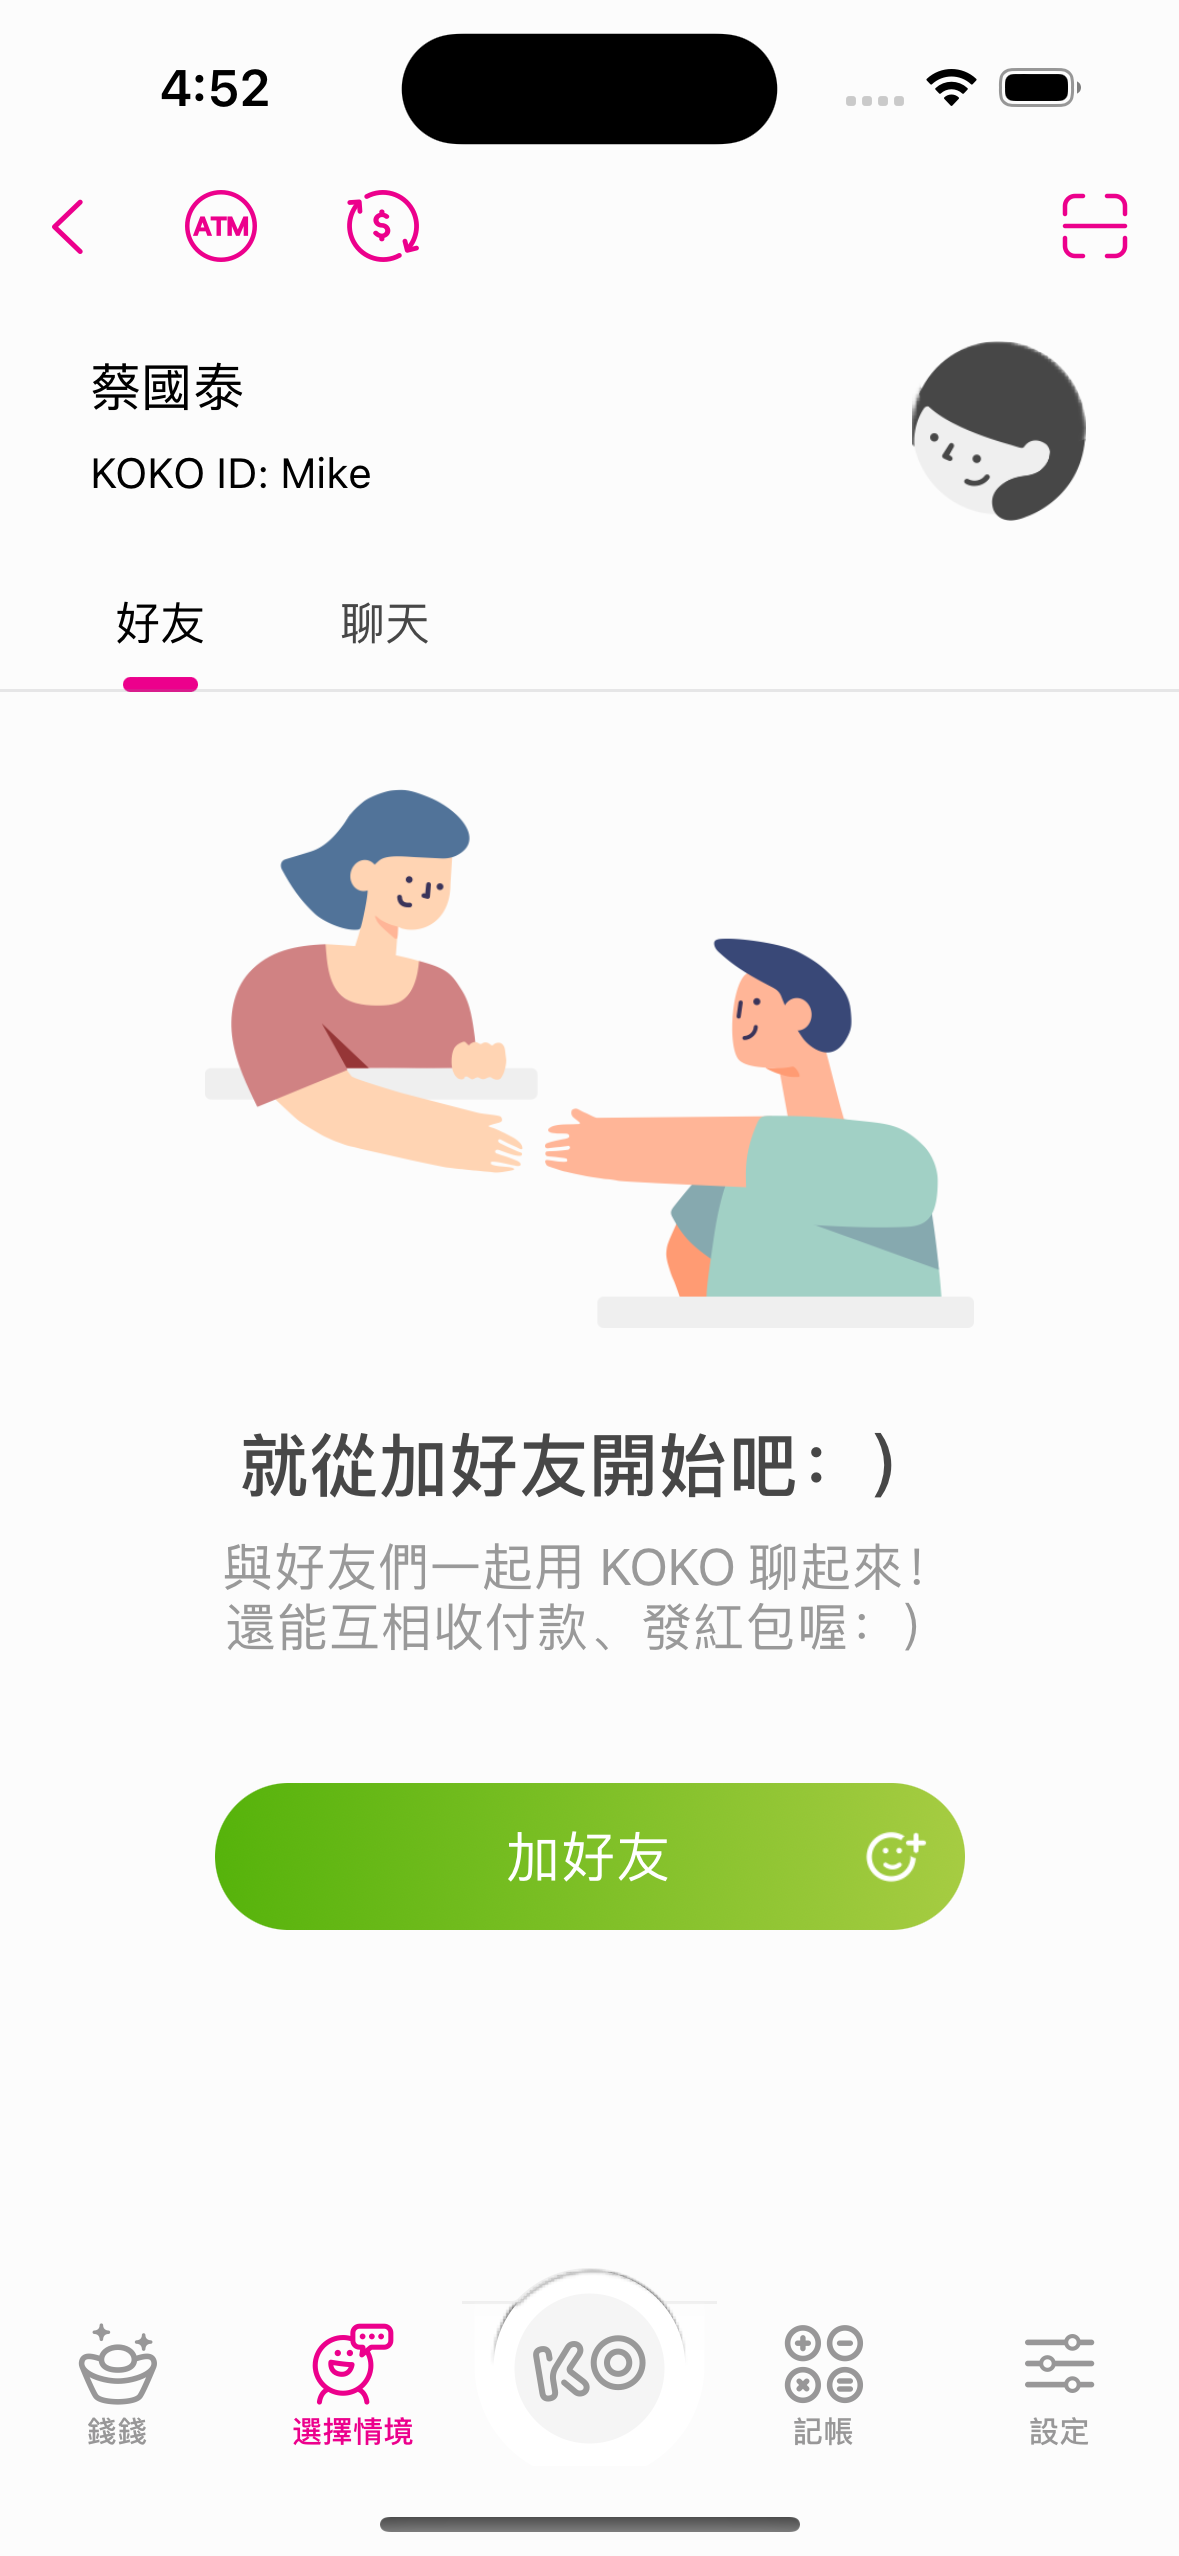 4:52
ATM
$
蔡國泰
KOKO ID: Mike
好友
聊天
就從加好友開始吧：）
與好友們一起用 KOKO 聊起來！
還能互相收付款、發紅包喔：）
加好友
KO
錢錢
選擇情境
記帳
設定